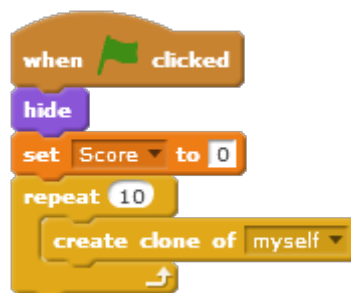 when clicked
hide
set Score to 0
repeat 10
create clone of myself